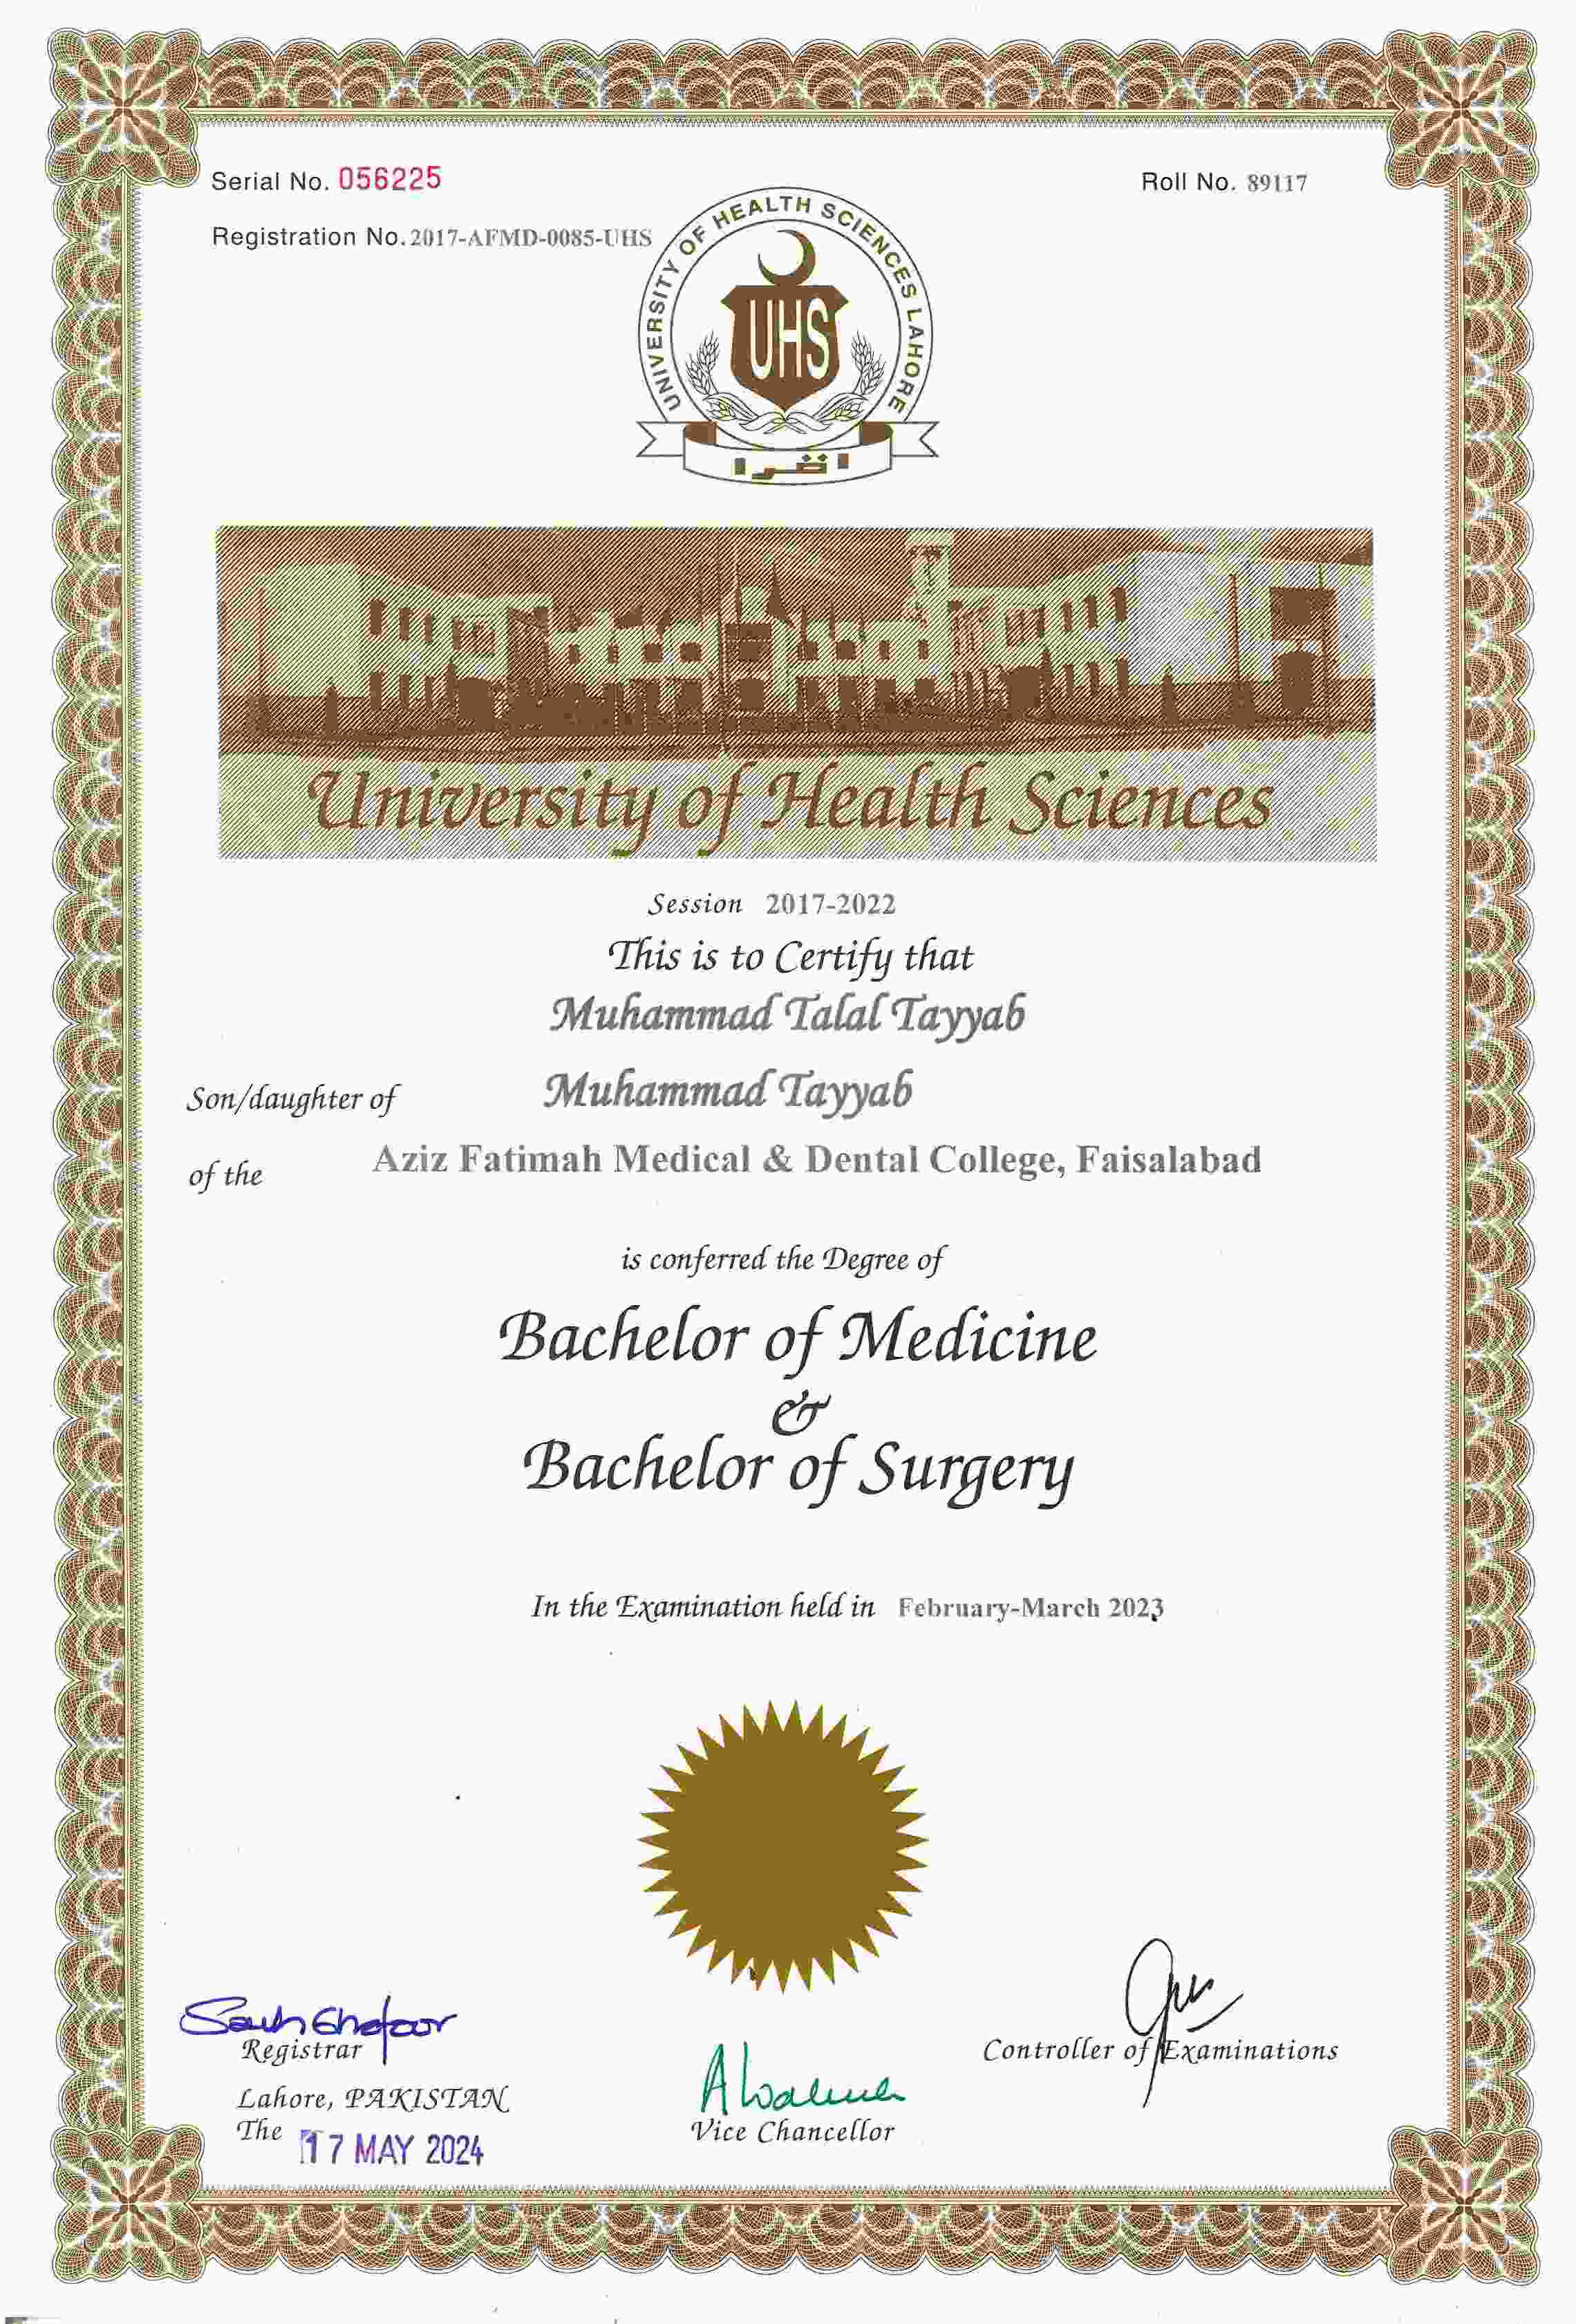 Serial No. 056225
Roll No. 89117
Registration No. 2017-AFMD-0085-UHS
UNIVERSITY OF HEALTH SCIENCES LAHORE
UHS
اقرا
University of Health Sciences
Session 2017-2022
This is to Certify that
Muhammad Talal Tayyab
Son/daughter of Muhammad Tayyab
of the Aziz Fatimah Medical & Dental College, Faisalabad
is conferred the Degree of
Bachelor of Medicine
&
Bachelor of Surgery
In the Examination held in February-March 2023
Registrar
Controller of Examinations
Lahore, PAKISTAN
Vice Chancellor
The 17 MAY 2024